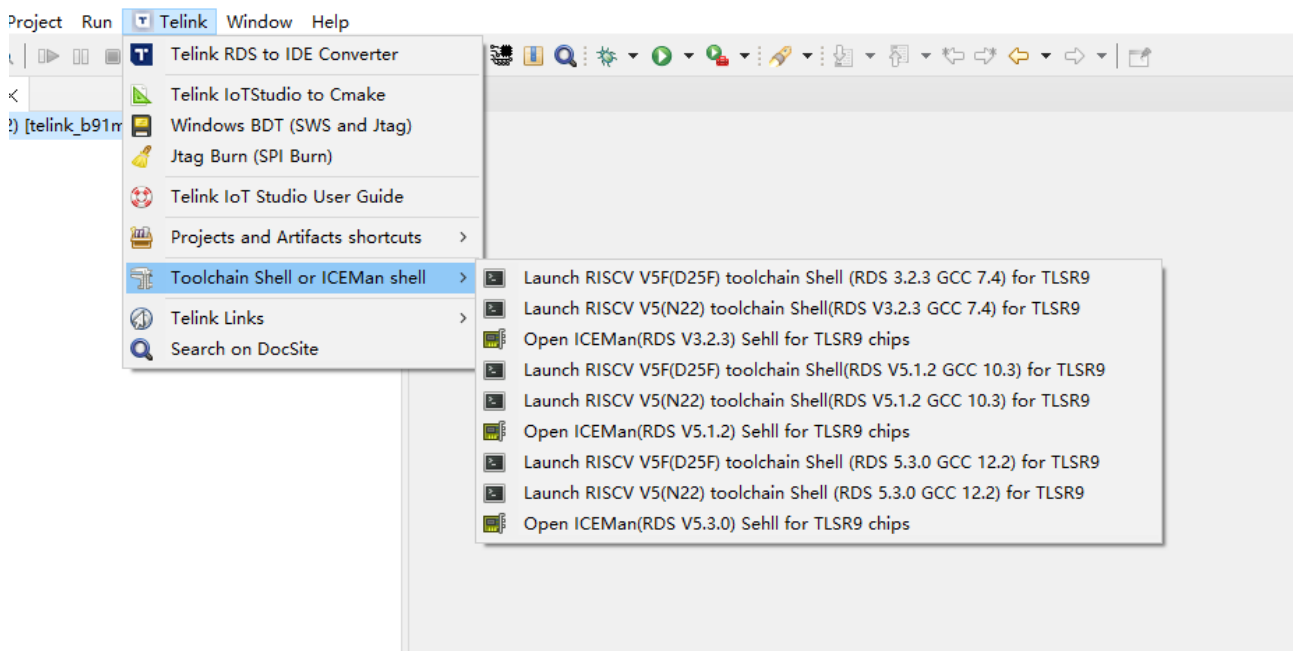 Project Run Telink Window Help
Telink RDS to IDE Converter
Telink IoTStudio to Cmake
[telink_b91m
Windows BDT (SWS and Jtag)
Jtag Burn (SPI Burn)
Telink IoT Studio User Guide
Projects and Artifacts shortcuts
Toolchain Shell or ICEMan shell
Telink Links
Search on DocSite
Launch RISCV V5F(D25F) toolchain Shell (RDS 3.2.3 GCC 7.4) for TLSR9
Launch RISCV V5(N22) toolchain Shell(RDS V3.2.3 GCC 7.4) for TLSR9
Open ICEMan(RDS V3.2.3) Sehll for TLSR9 chips
Launch RISCV V5F(D25F) toolchain Shell(RDS V5.1.2 GCC 10.3) for TLSR9
Launch RISCV V5(N22) toolchain Shell(RDS V5.1.2 GCC 10.3) for TLSR9
Open ICEMan(RDS V5.1.2) Sehll for TLSR9 chips
Launch RISCV V5F(D25F) toolchain Shell (RDS 5.3.0 GCC 12.2) for TLSR9
Launch RISCV V5(N22) toolchain Shell (RDS 5.3.0 GCC 12.2) for TLSR9
Open ICEMan(RDS V5.3.0) Sehll for TLSR9 chips